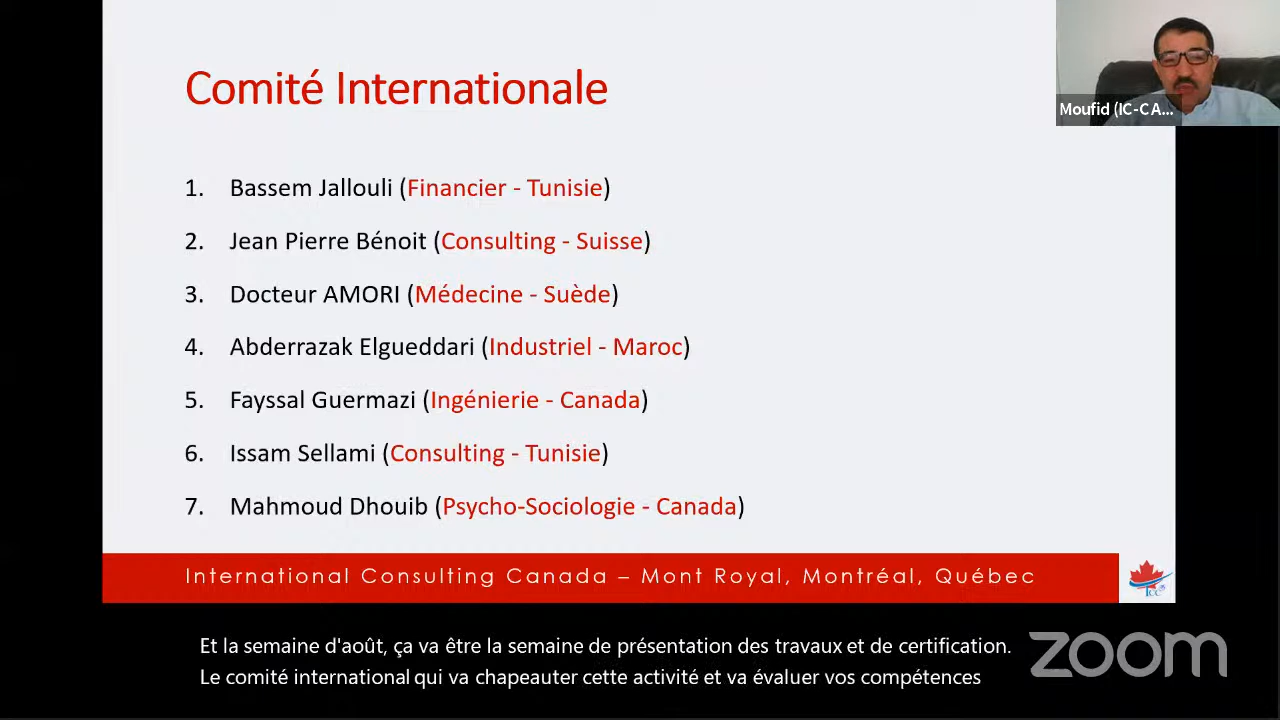 Comité Internationale
Moufid (IC-CA...
1. Bassem Jallouli (Financier - Tunisie)
2. Jean Pierre Bénoit (Consulting - Suisse)
3. Docteur AMORI (Médecine - Suède)
4. Abderrazak Elgueddari (Industriel - Maroc)
5. Fayssal Guermazi (Ingénierie - Canada)
6. Issam Sellami (Consulting - Tunisie)
7. Mahmoud Dhouib (Psycho-Sociologie - Canada)
International Consulting Canada – Mont Royal, Montréal, Québec
ICC
Et la semaine d'août, ça va être la semaine de présentation des travaux et de certification.
Le comité international qui va chapeauter cette activité et va évaluer vos compétences
zoom